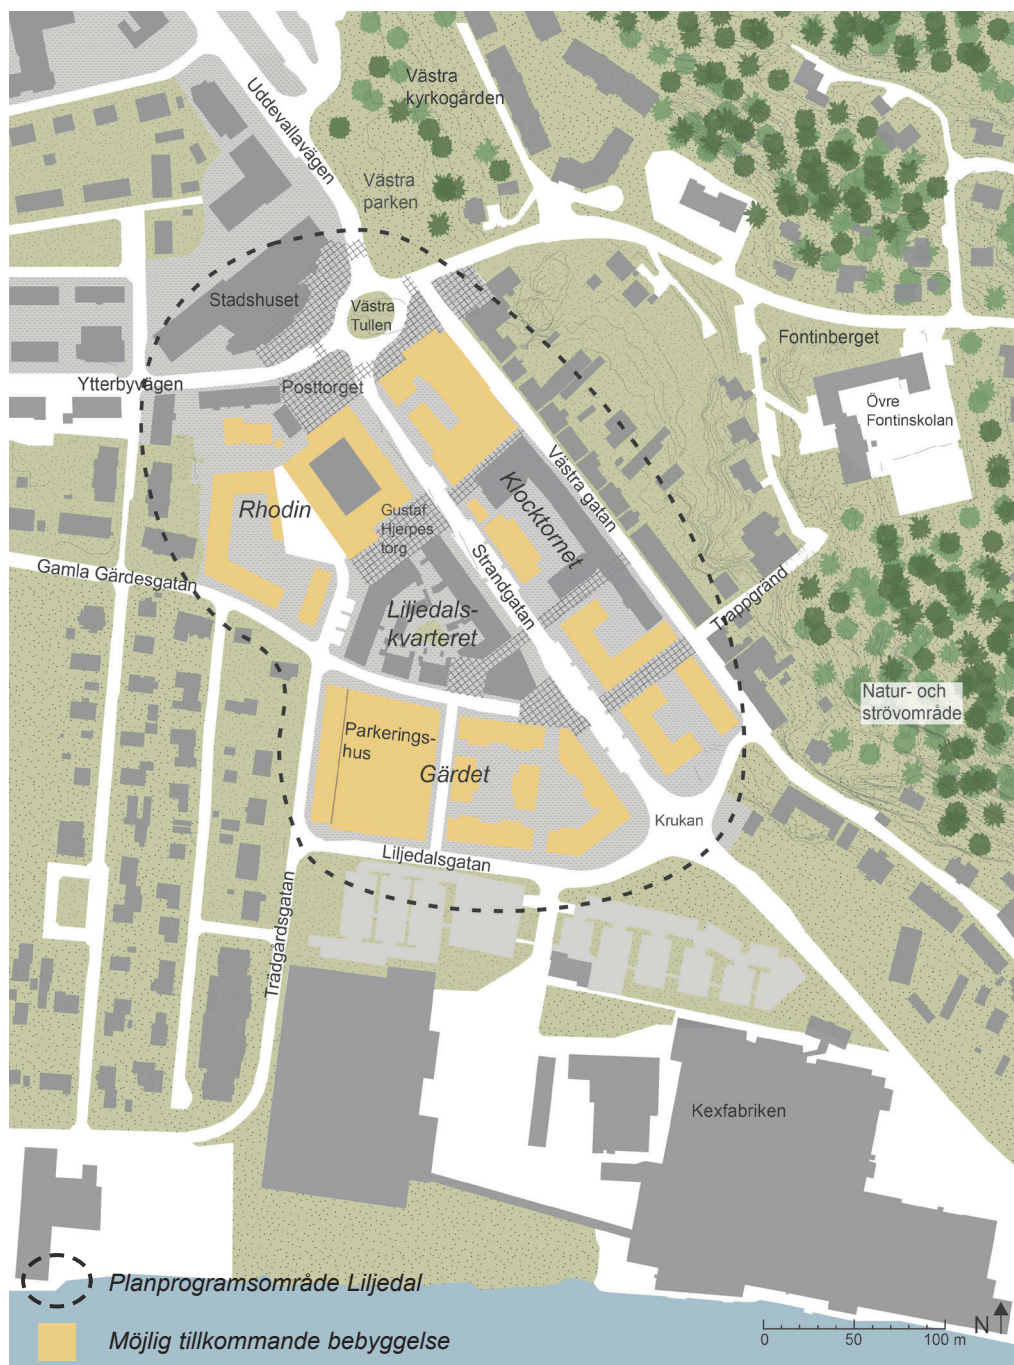 Västra
kyrkogården
Uddevallavägen
Västra
parken
Stadshuset
Västra
Tullen
Fontinberget
Ytterbyvägen
Posttorget
Övre
Fontinskolan
Västra gatan
Klocktornet
Rhodin
Gustaf
Hjerpes
torg
Strandgatan
Gamla Gärdesgatan
Trappgränd
Liljedals-
kvarteret
Natur- och
strövområde
Parkerings-
hus
Gärdet
Krukan
Liljedalsgatan
Trädgårdsgatan
Kexfabriken
Planprogramsområde Liljedal
Möjlig tillkommande bebyggelse
N
0 50 100 m